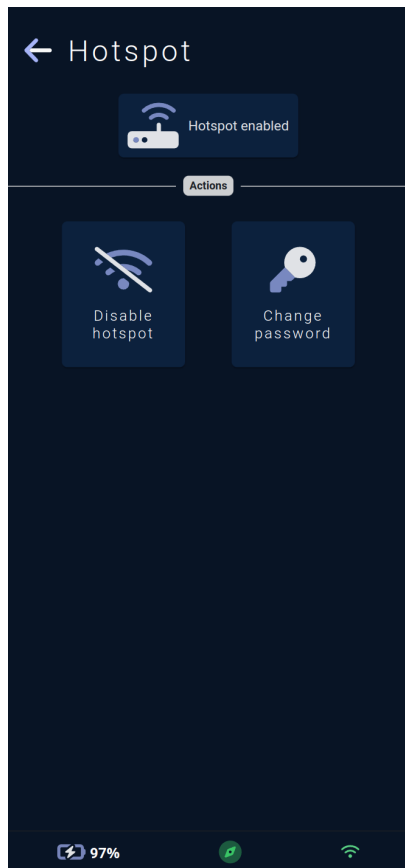 Hotspot
Hotspot enabled
Actions
Disable
hotspot
Change
password
97%